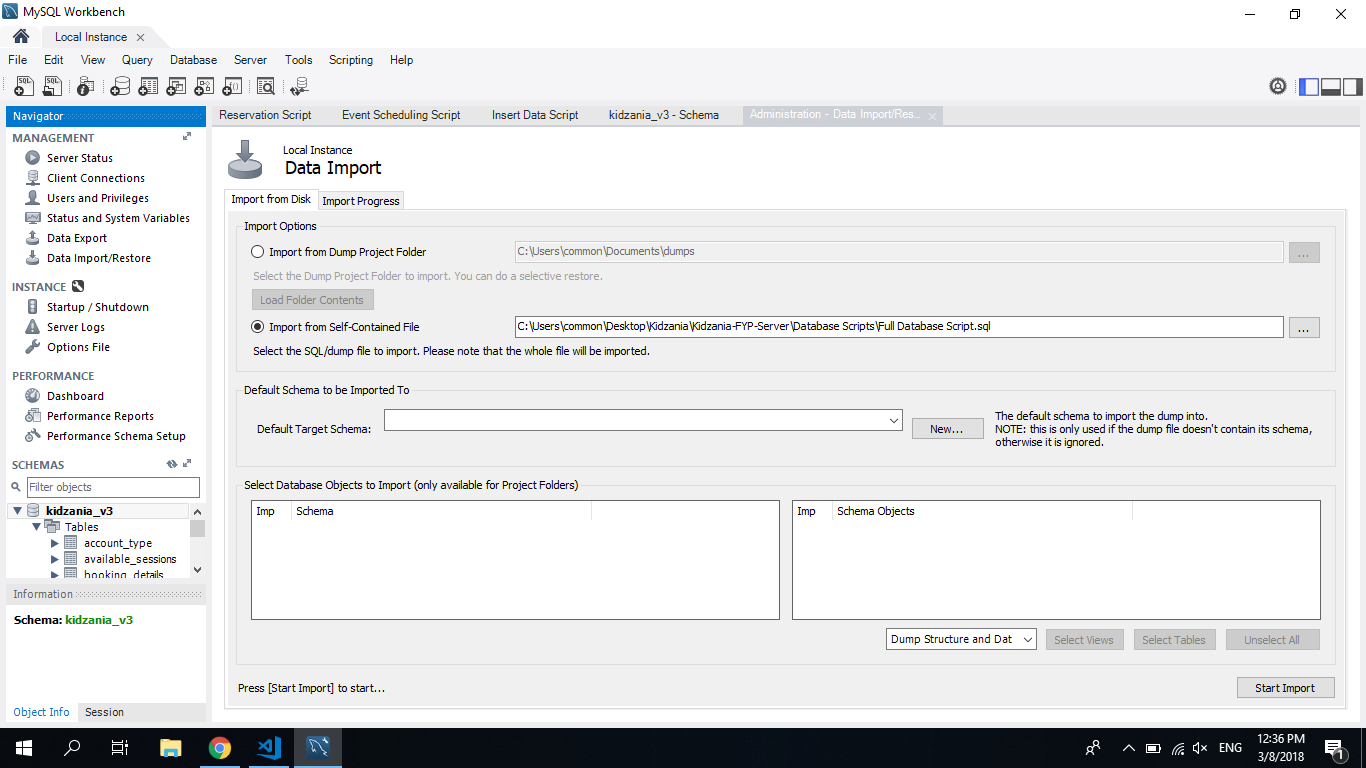 MySQL Workbench
Local Instance
File Edit View Query Database Server Tools Scripting Help
Navigator
MANAGEMENT
Server Status
Client Connections
Users and Privileges
Status and System Variables
Data Export
Data Import/Restore
INSTANCE
Startup / Shutdown
Server Logs
Options File
PERFORMANCE
Dashboard
Performance Reports
Performance Schema Setup
SCHEMAS
Filter objects
kidzania_v3
Tables
account_type
available_sessions
booking_details
Information
Schema: kidzania_v3
Object Info Session
Reservation Script Event Scheduling Script Insert Data Script kidzania_v3 - Schema Administration - Data Import/Res...
Local Instance
Data Import
Import from Disk Import Progress
Import Options
Import from Dump Project Folder C:\Users\common\Documents\dumps ...
Select the Dump Project Folder to import. You can do a selective restore.
Load Folder Contents
Import from Self-Contained File C:\Users\common\Desktop\Kidzania\Kidzania-FYP-Server\Database Scripts\Full Database Script.sql ...
Select the SQL/dump file to import. Please note that the whole file will be imported.
Default Schema to be Imported To
Default Target Schema: New...
The default schema to import the dump into.
NOTE: this is only used if the dump file doesn't contain its schema,
otherwise it is ignored.
Select Database Objects to Import (only available for Project Folders)
Imp Schema Imp Schema Objects
Dump Structure and Dat Select Views Select Tables Unselect All
Press [Start Import] to start... Start Import
ENG 12:36 PM
3/8/2018
1